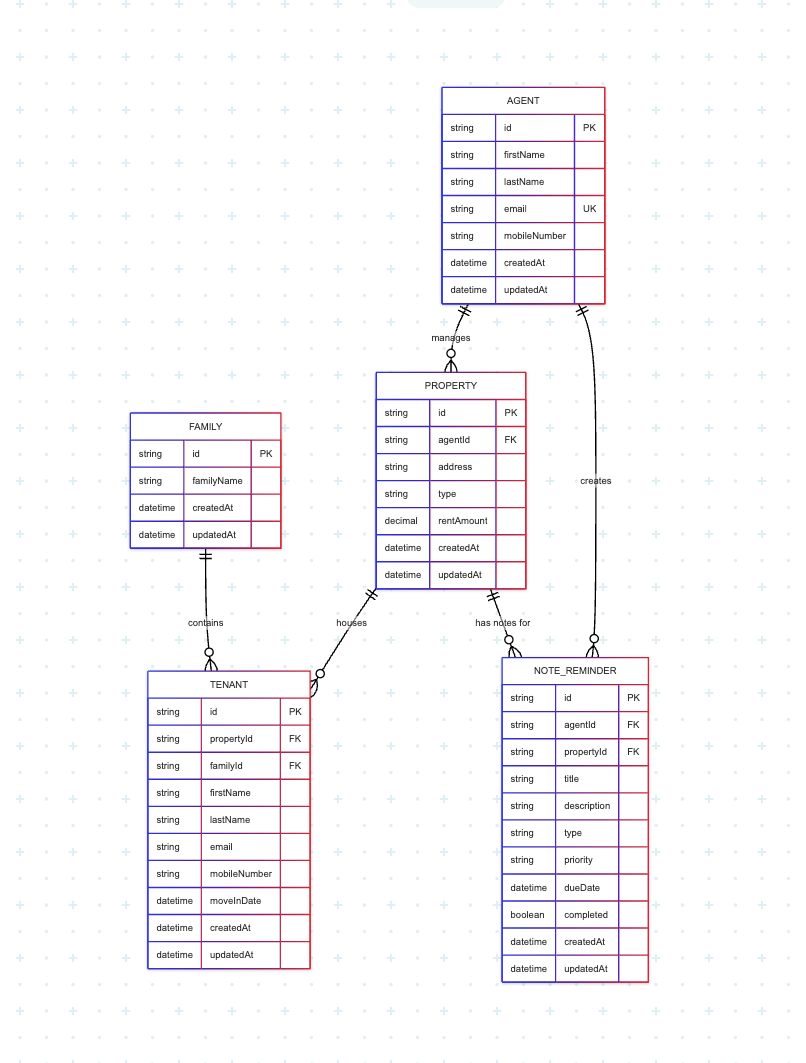 AGENT
string id PK
string firstName
string lastName
string email UK
string mobileNumber
datetime createdAt
datetime updatedAt
manages
PROPERTY
string id PK
string agentId FK
string address
string type
decimal rentAmount
datetime createdAt
datetime updatedAt
creates
FAMILY
string id PK
string familyName
datetime createdAt
datetime updatedAt
contains
houses
has notes for
TENANT
string id PK
string propertyId FK
string familyId FK
string firstName
string lastName
string email
string mobileNumber
datetime moveInDate
datetime createdAt
datetime updatedAt
NOTE_REMINDER
string id PK
string agentId FK
string propertyId FK
string title
string description
string type
string priority
datetime dueDate
boolean completed
datetime createdAt
datetime updatedAt